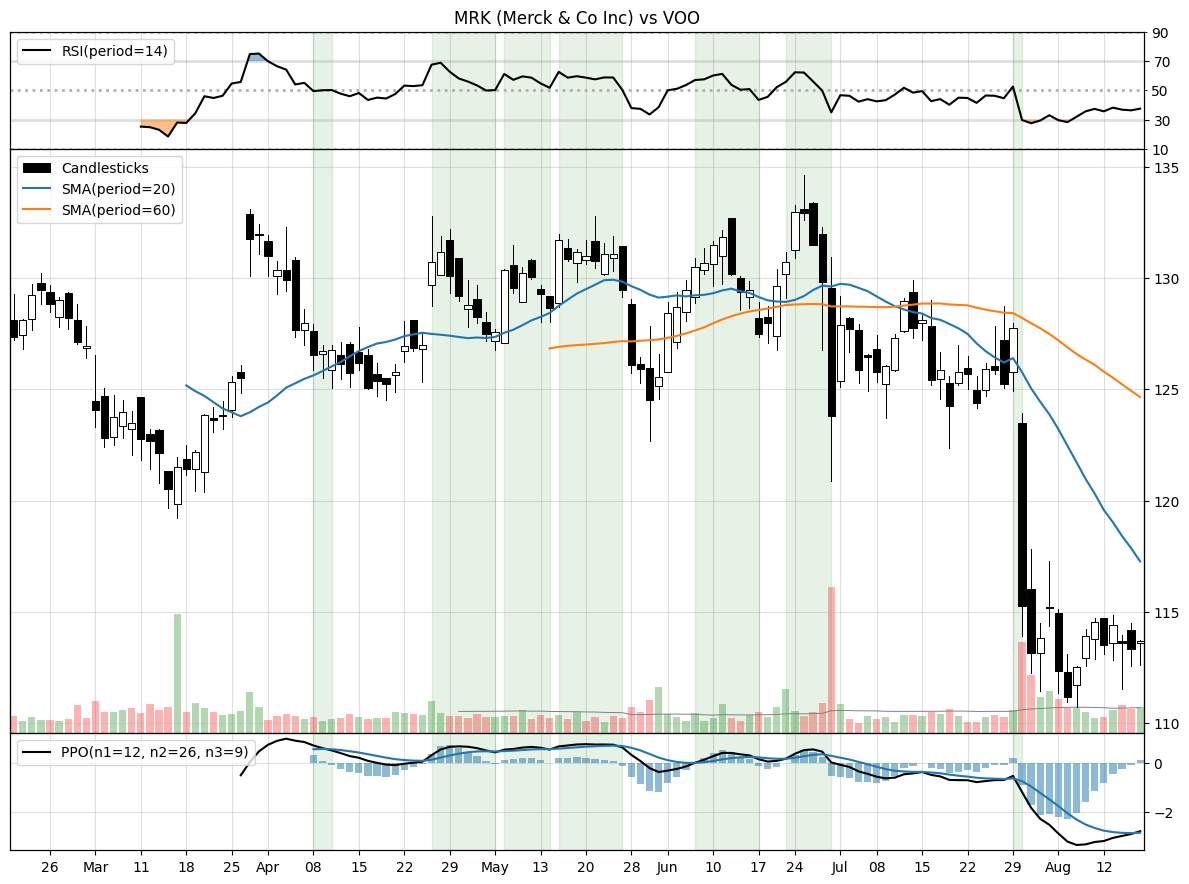 MRK (Merck & Co Inc) vs VOO
RSI(period=14)
90
70
50
30
10
Candlesticks
SMA(period=20)
SMA(period=60)
135
130
125
120
115
110
PPO(n1=12, n2=26, n3=9)
0
−2
26 Mar 11 18 25 Apr 08 15 22 29 May 13 20 28 Jun 10 17 24 Jul 08 15 22 29 Aug 12